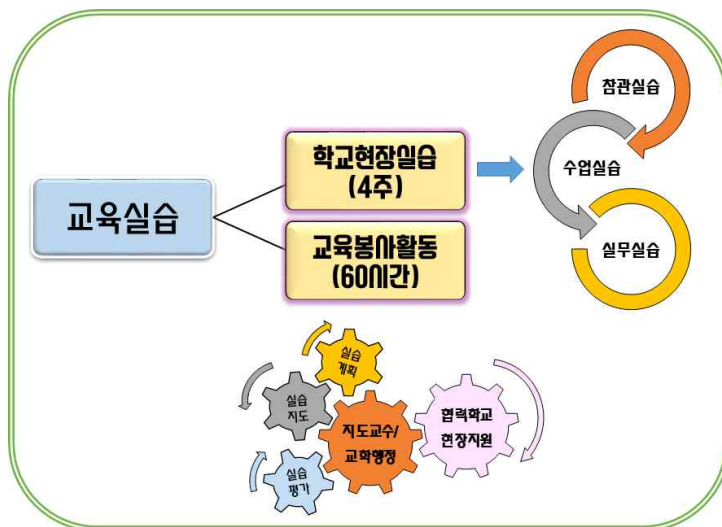 참관실습
학교현장실습
(4주)
수업실습
교육실습
교육봉사활동
(60시간)
실무실습
실습
계획
실습
지도
지도교수/
교학행정
협력학교
현장지원
실습
평가